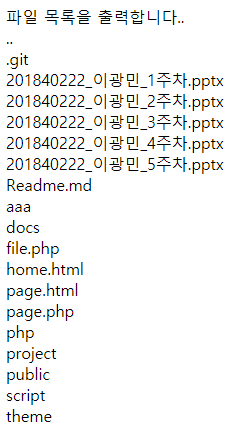 파일 목록을 출력합니다..
..
.git
201840222_이광민_1주차.pptx
201840222_이광민_2주차.pptx
201840222_이광민_3주차.pptx
201840222_이광민_4주차.pptx
201840222_이광민_5주차.pptx
Readme.md
aaa
docs
file.php
home.html
page.html
page.php
php
project
public
script
theme